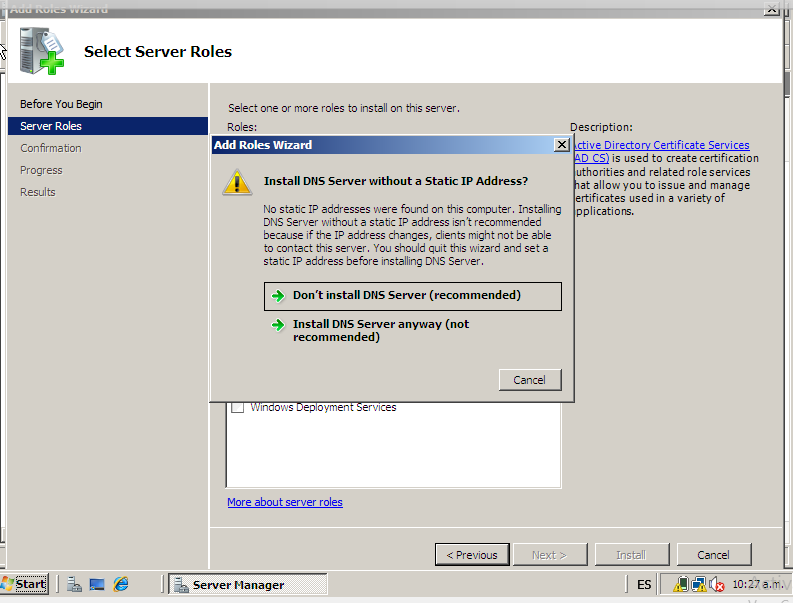 Add Roles Wizard
Select Server Roles
Before You Begin
Server Roles
Confirmation
Progress
Results
Select one or more roles to install on this server.
Roles:
Description:
ctive Directory Certificate Services
AD CS) is used to create certification
uthorities and related role services
hat allow you to issue and manage
ertificates used in a variety of
pplications.
Add Roles Wizard
Install DNS Server without a Static IP Address?
No static IP addresses were found on this computer. Installing
DNS Server without a static IP address isn't recommended
because if the IP address changes, clients might not be able
to contact this server. You should quit this wizard and set a
static IP address before installing DNS Server.
Don't install DNS Server (recommended)
Install DNS Server anyway (not
recommended)
Cancel
Windows Deployment Services
More about server roles
< Previous
Next >
Install
Cancel
Start
Server Manager
ES
10:27 a.m.